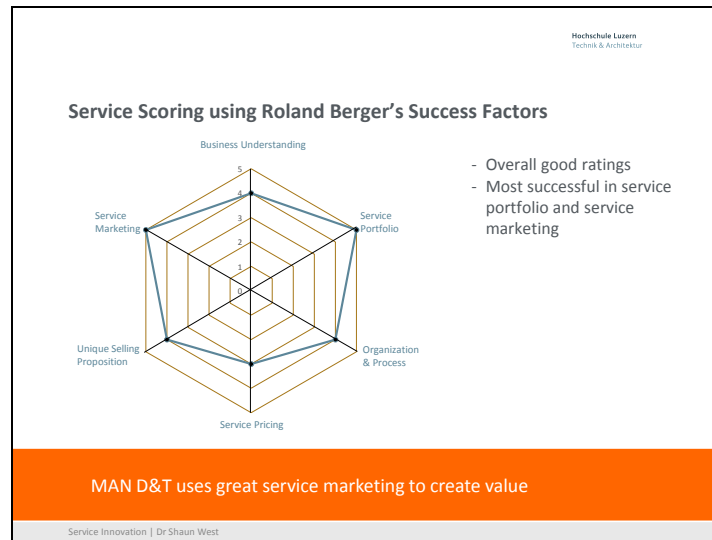 Hochschule Luzern
Technik & Architektur
Service Scoring using Roland Berger's Success Factors
Business Understanding
- Overall good ratings
- Most successful in service
portfolio and service
marketing
5
4
3
2
1
0
Service
Marketing
Service
Portfolio
Unique Selling
Proposition
Organization
& Process
Service Pricing
MAN D&T uses great service marketing to create value
Service Innovation | Dr Shaun West